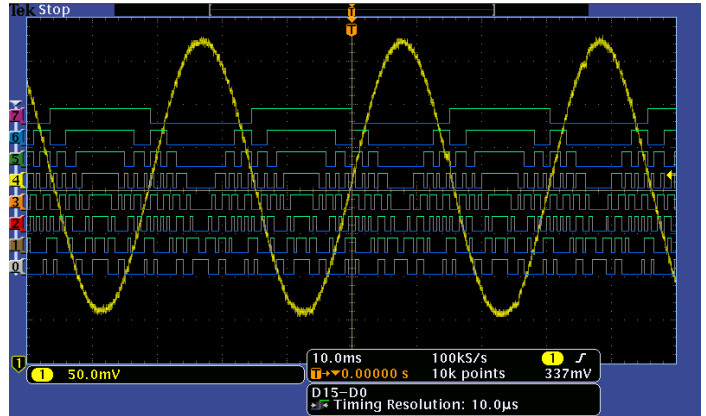 Tek Stop
T
T
7
6
5
4
3
2
1
0
1
1 50.0mV
10.0ms 100kS/s 1 ƒ
T→▼0.00000 s 10k points 337mV
D15–D0
Timing Resolution: 10.0µs